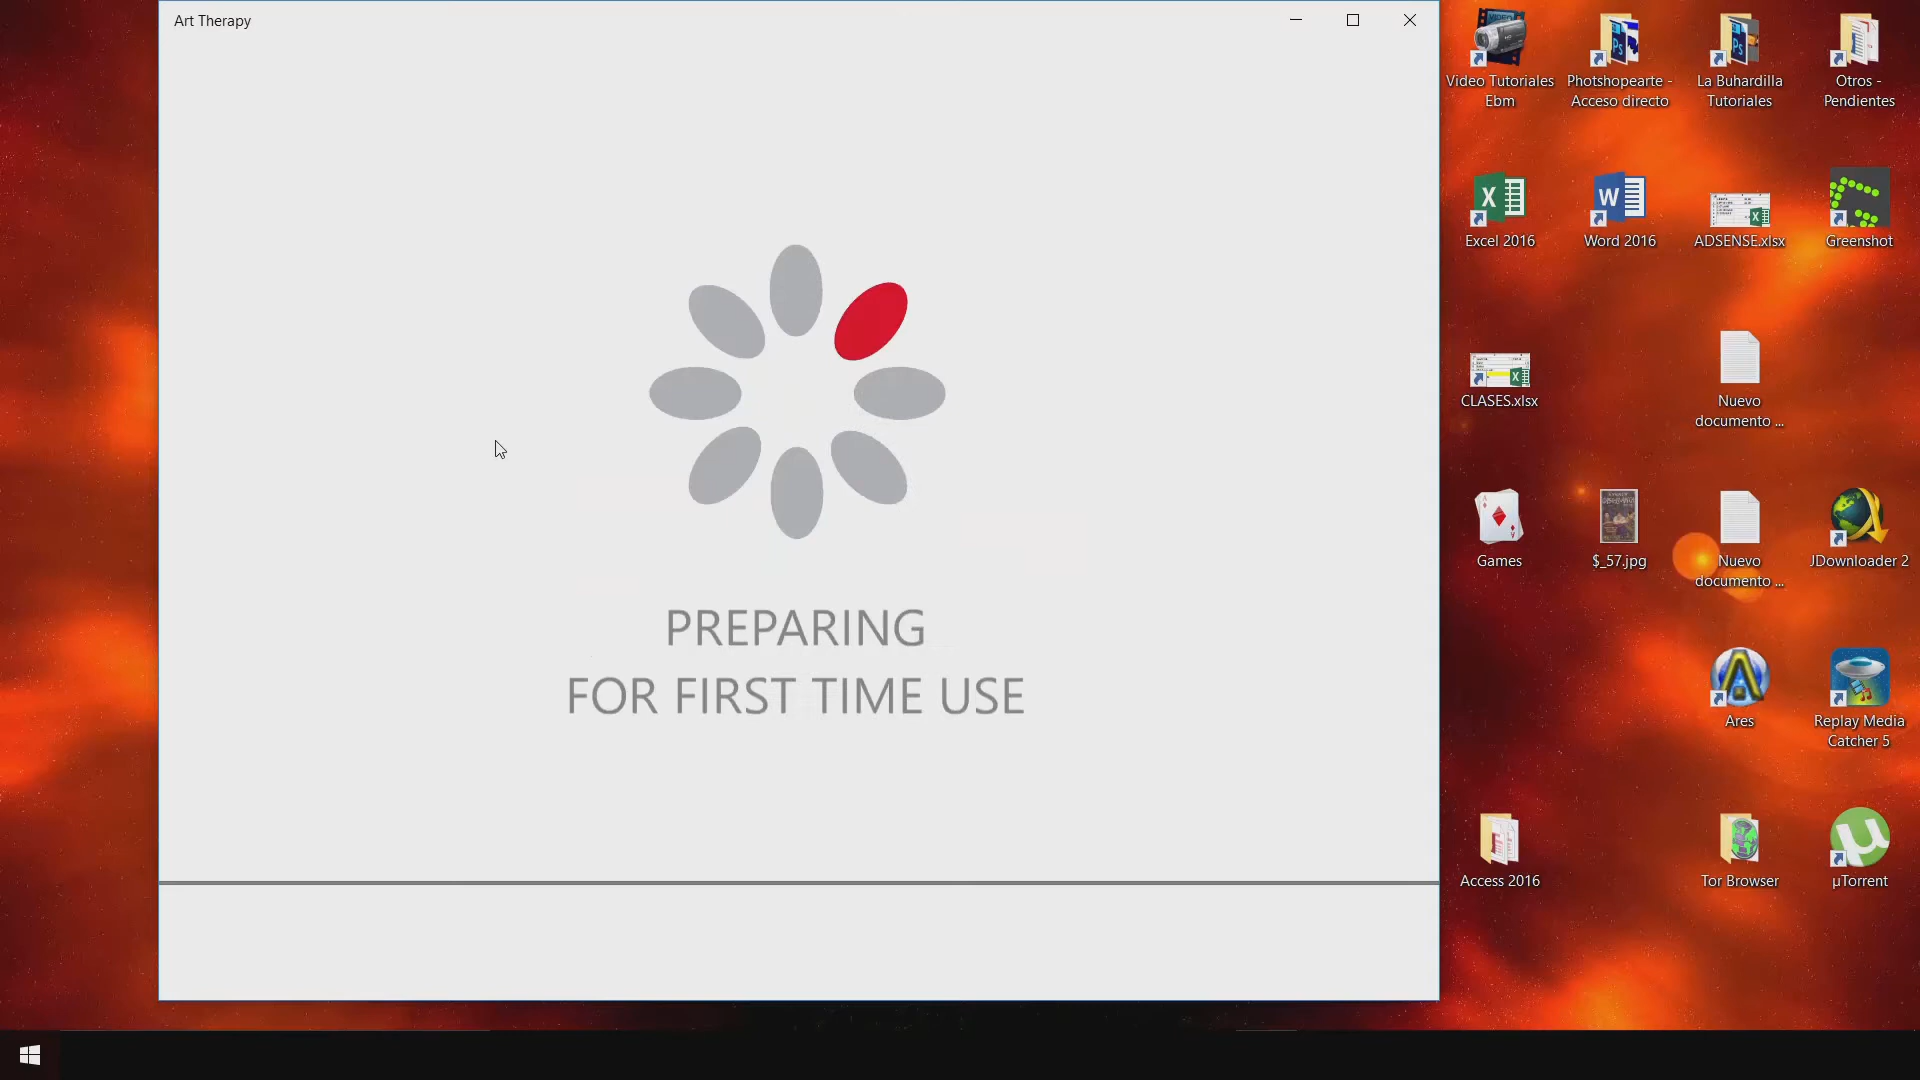 Art Therapy
PREPARING
FOR FIRST TIME USE
Video Tutoriales
Ebm
Photshopearte -
Acceso directo
La Buhardilla
Tutoriales
Otros -
Pendientes
Excel 2016
Word 2016
ADSENSE.xlsx
Greenshot
CLASES.xlsx
Nuevo
documento ...
Games
$_57.jpg
Nuevo
documento ...
JDownloader 2
Ares
Replay Media
Catcher 5
Access 2016
Tor Browser
µTorrent